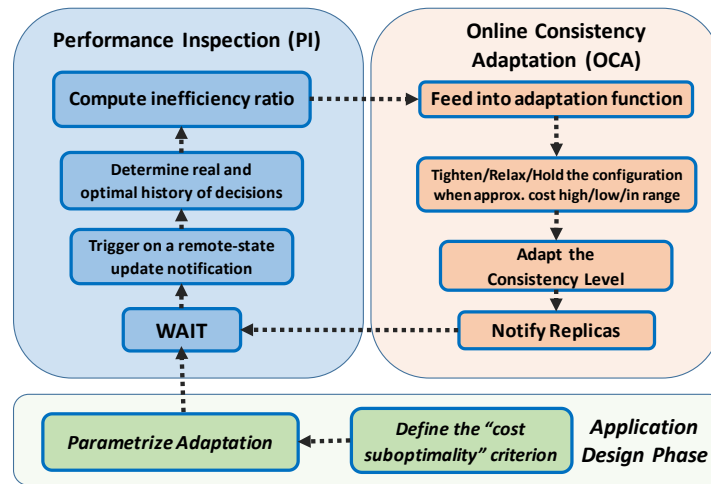 Performance Inspection (PI)
Compute inefficiency ratio
Determine real and
optimal history of decisions
Trigger on a remote-state
update notification
WAIT
Online Consistency
Adaptation (OCA)
Feed into adaptation function
Tighten/Relax/Hold the configuration
when approx. cost high/low/in range
Adapt the
Consistency Level
Notify Replicas
Parametrize Adaptation
Define the “cost
suboptimality” criterion
Application
Design Phase